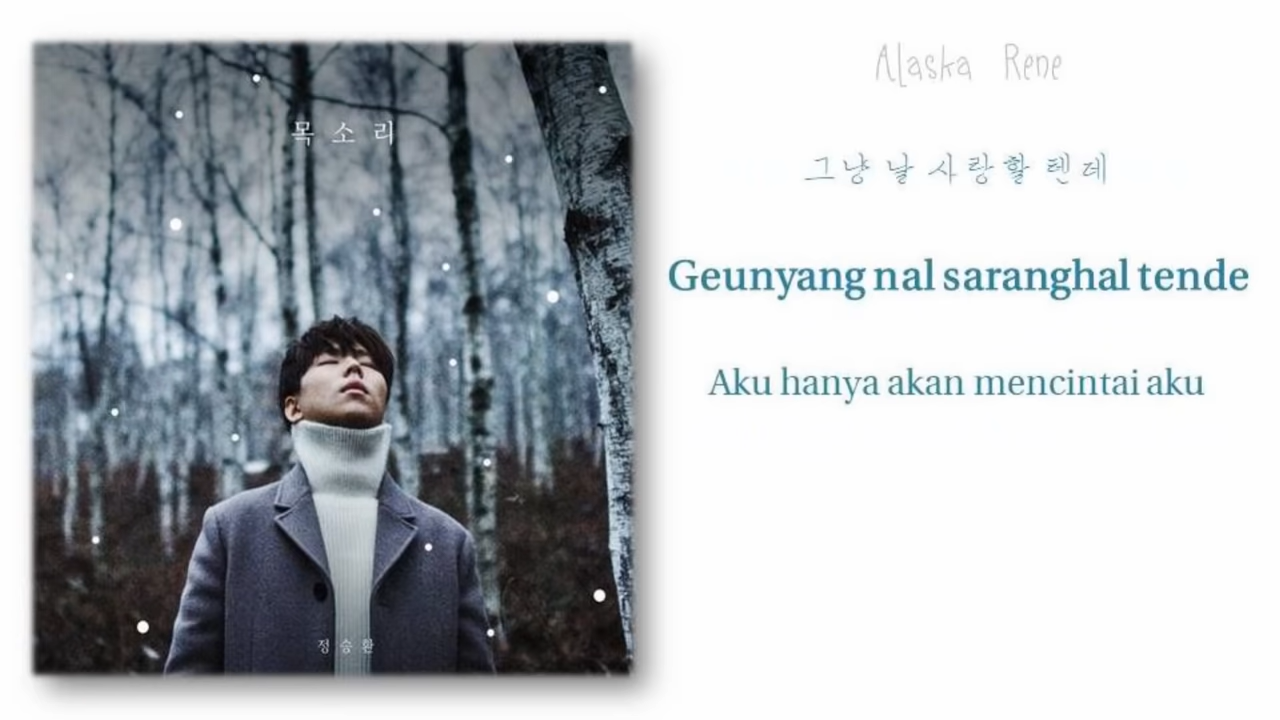 목소리
정승환
Alaska Rene
그냥 날 사랑할 텐데
Geunyang nal saranghal tende
Aku hanya akan mencintai aku